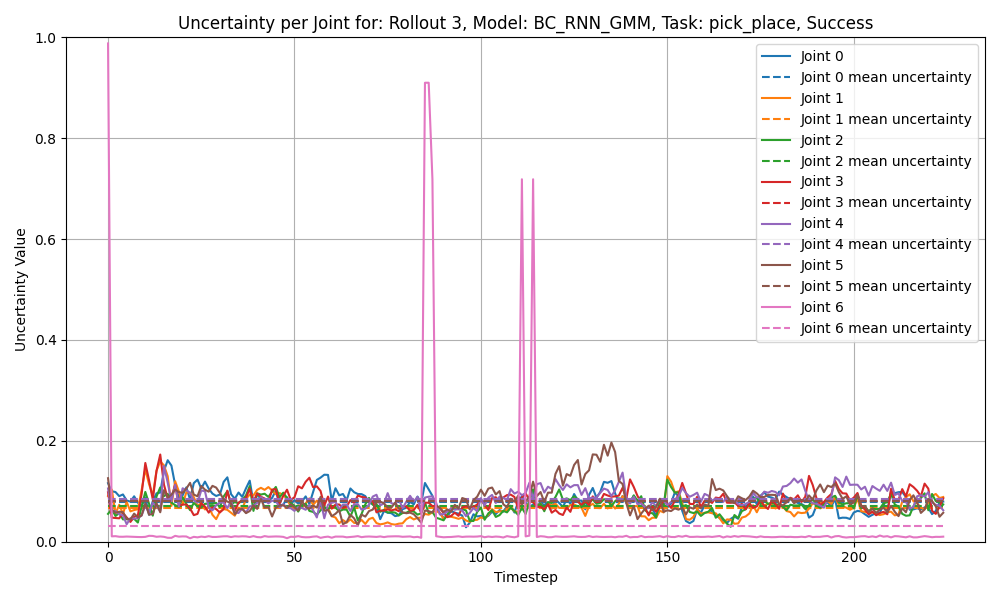 Uncertainty per Joint for: Rollout 3, Model: BC_RNN_GMM, Task: pick_place, Success
1.0
0.8
0.6
0.4
0.2
0.0
Uncertainty Value
0 50 100 150 200
Timestep
Joint 0
Joint 0 mean uncertainty
Joint 1
Joint 1 mean uncertainty
Joint 2
Joint 2 mean uncertainty
Joint 3
Joint 3 mean uncertainty
Joint 4
Joint 4 mean uncertainty
Joint 5
Joint 5 mean uncertainty
Joint 6
Joint 6 mean uncertainty